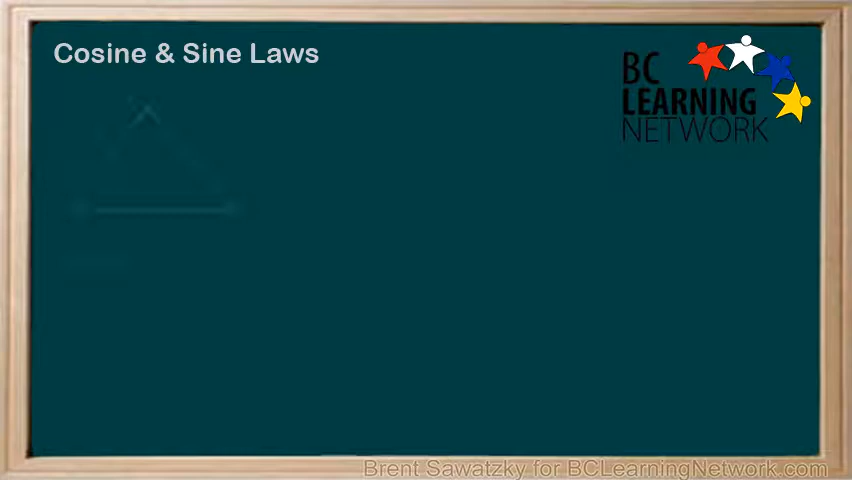 Cosine & Sine Laws
BC
LEARNING
NETWORK
Brent Sawatzky for BCLearningNetwork.com